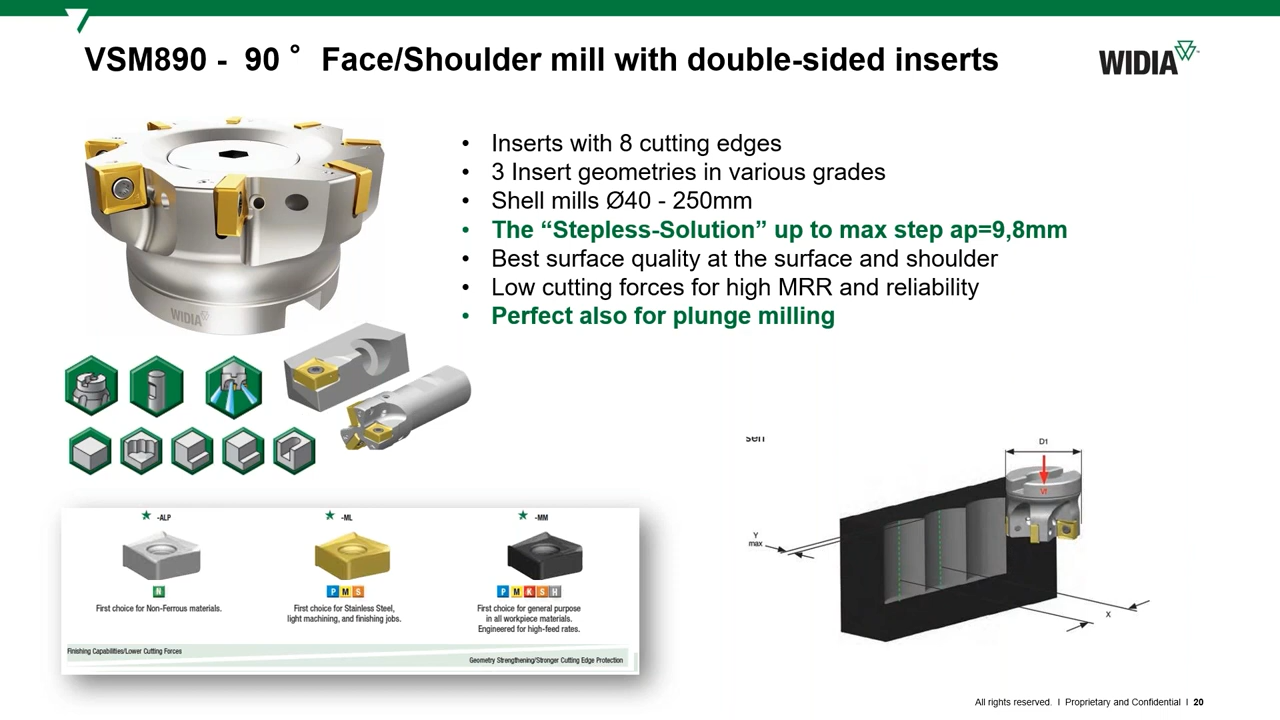 VSM890 - 90 ° Face/Shoulder mill with double-sided inserts
WIDIA
• Inserts with 8 cutting edges
• 3 Insert geometries in various grades
• Shell mills Ø40 - 250mm
• The “Stepless-Solution” up to max step ap=9,8mm
• Best surface quality at the surface and shoulder
• Low cutting forces for high MRR and reliability
• Perfect also for plunge milling
WIDIA
-ALP
-ML
-MM
N
P M S
P M K S H
First choice for Non-Ferrous materials.
First choice for Stainless Steel,
light machining, and finishing jobs.
First choice for general purpose
in all workpiece materials.
Engineered for high-feed rates.
Finishing Capabilities/Lower Cutting Forces
Geometry Strengthening/Stronger Cutting Edge Protection
D1
Vf
Y
max
X
All rights reserved. I Proprietary and Confidential I 20